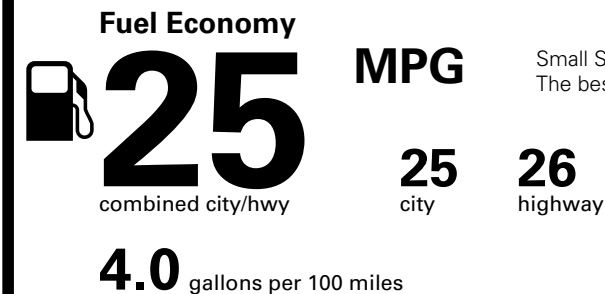 Fuel Economy
25 MPG
combined city/hwy
Small S
The bes
25 city
26 highway
4.0 gallons per 100 miles